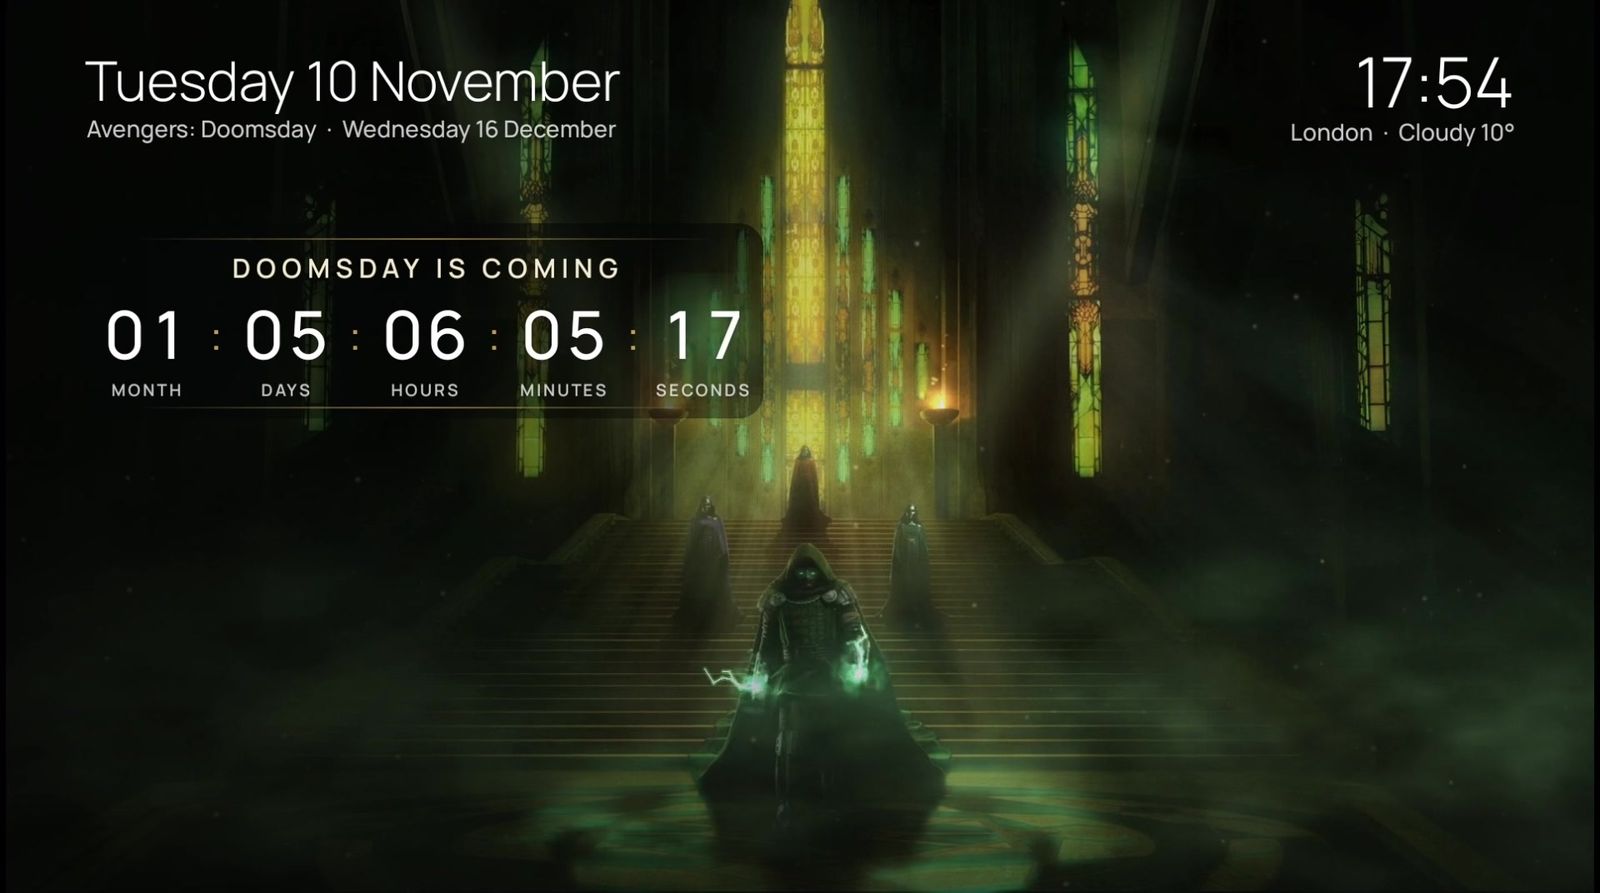 Tuesday 10 November
Avengers: Doomsday · Wednesday 16 December
17:54
London · Cloudy 10°
DOOMSDAY IS COMING
01 : 05 : 06 : 05 : 17
MONTH DAYS HOURS MINUTES SECONDS